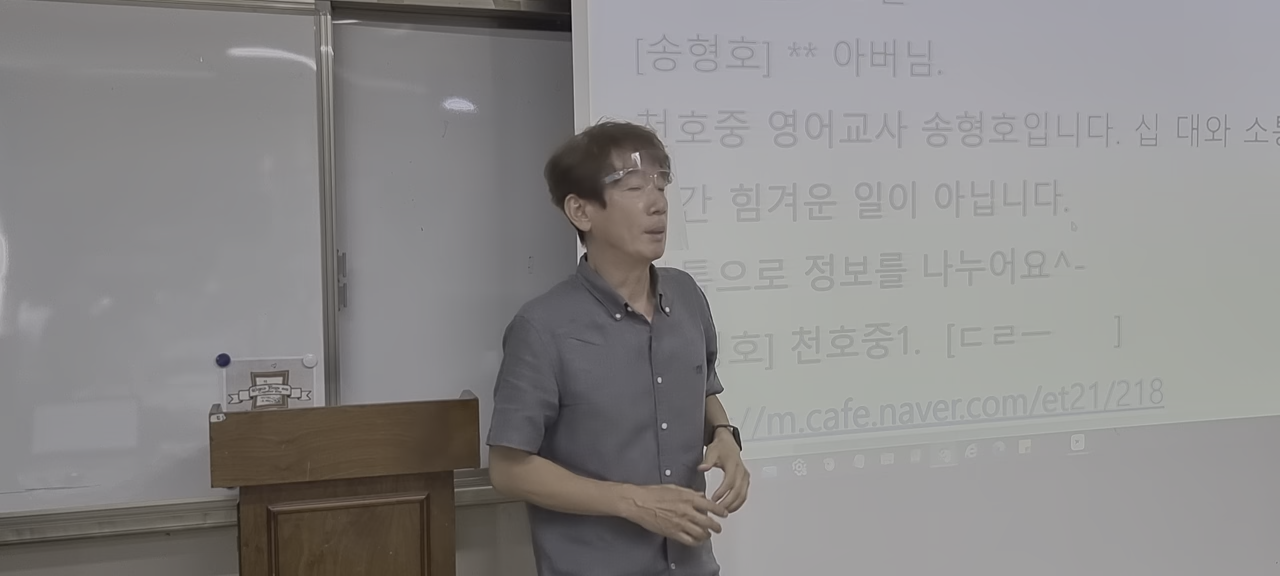 [송형호] ** 아버님.
천호중 영어교사 송형호입니다. 십 대와 소
간 힘겨운 일이 아닙니다.
톡으로 정보를 나누어요^-
호] 천호중1. [ㄷㄹㅡ ]
//m.cafe.naver.com/et21/218